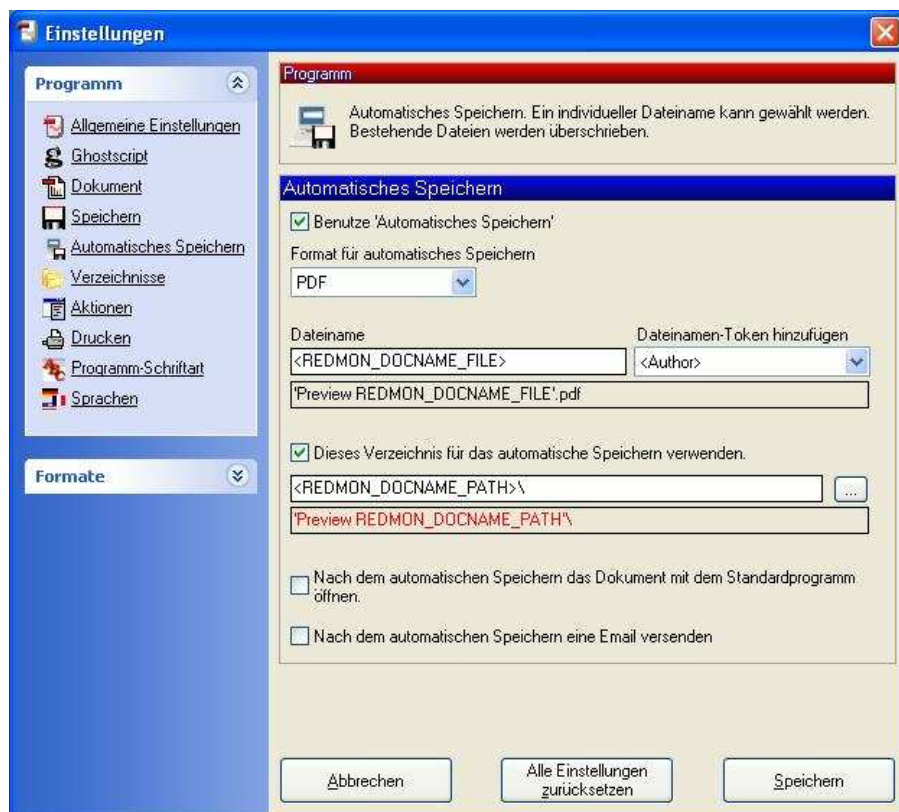 Einstellungen
Programm
Allgemeine Einstellungen
Ghostscript
Dokument
Speichern
Automatisches Speichern
Verzeichnisse
Aktionen
Drucken
Programm-Schriftart
Sprachen
Formate
Programm
Automatisches Speichern. Ein individueller Dateiname kann gewählt werden.
Bestehende Dateien werden überschrieben.
Automatisches Speichern
Benutze 'Automatisches Speichern'
Format für automatisches Speichern
PDF
Dateiname
Dateinamen-Token hinzufügen
<REDMON_DOCNAME_FILE>
<Author>
'Preview REDMON_DOCNAME_FILE'.pdf
Dieses Verzeichnis für das automatische Speichern verwenden.
<REDMON_DOCNAME_PATH>\
...
'Preview REDMON_DOCNAME_PATH'\
Nach dem automatischen Speichern das Dokument mit dem Standardprogramm
öffnen.
Nach dem automatischen Speichern eine Email versenden
Abbrechen
Alle Einstellungen
zurücksetzen
Speichern